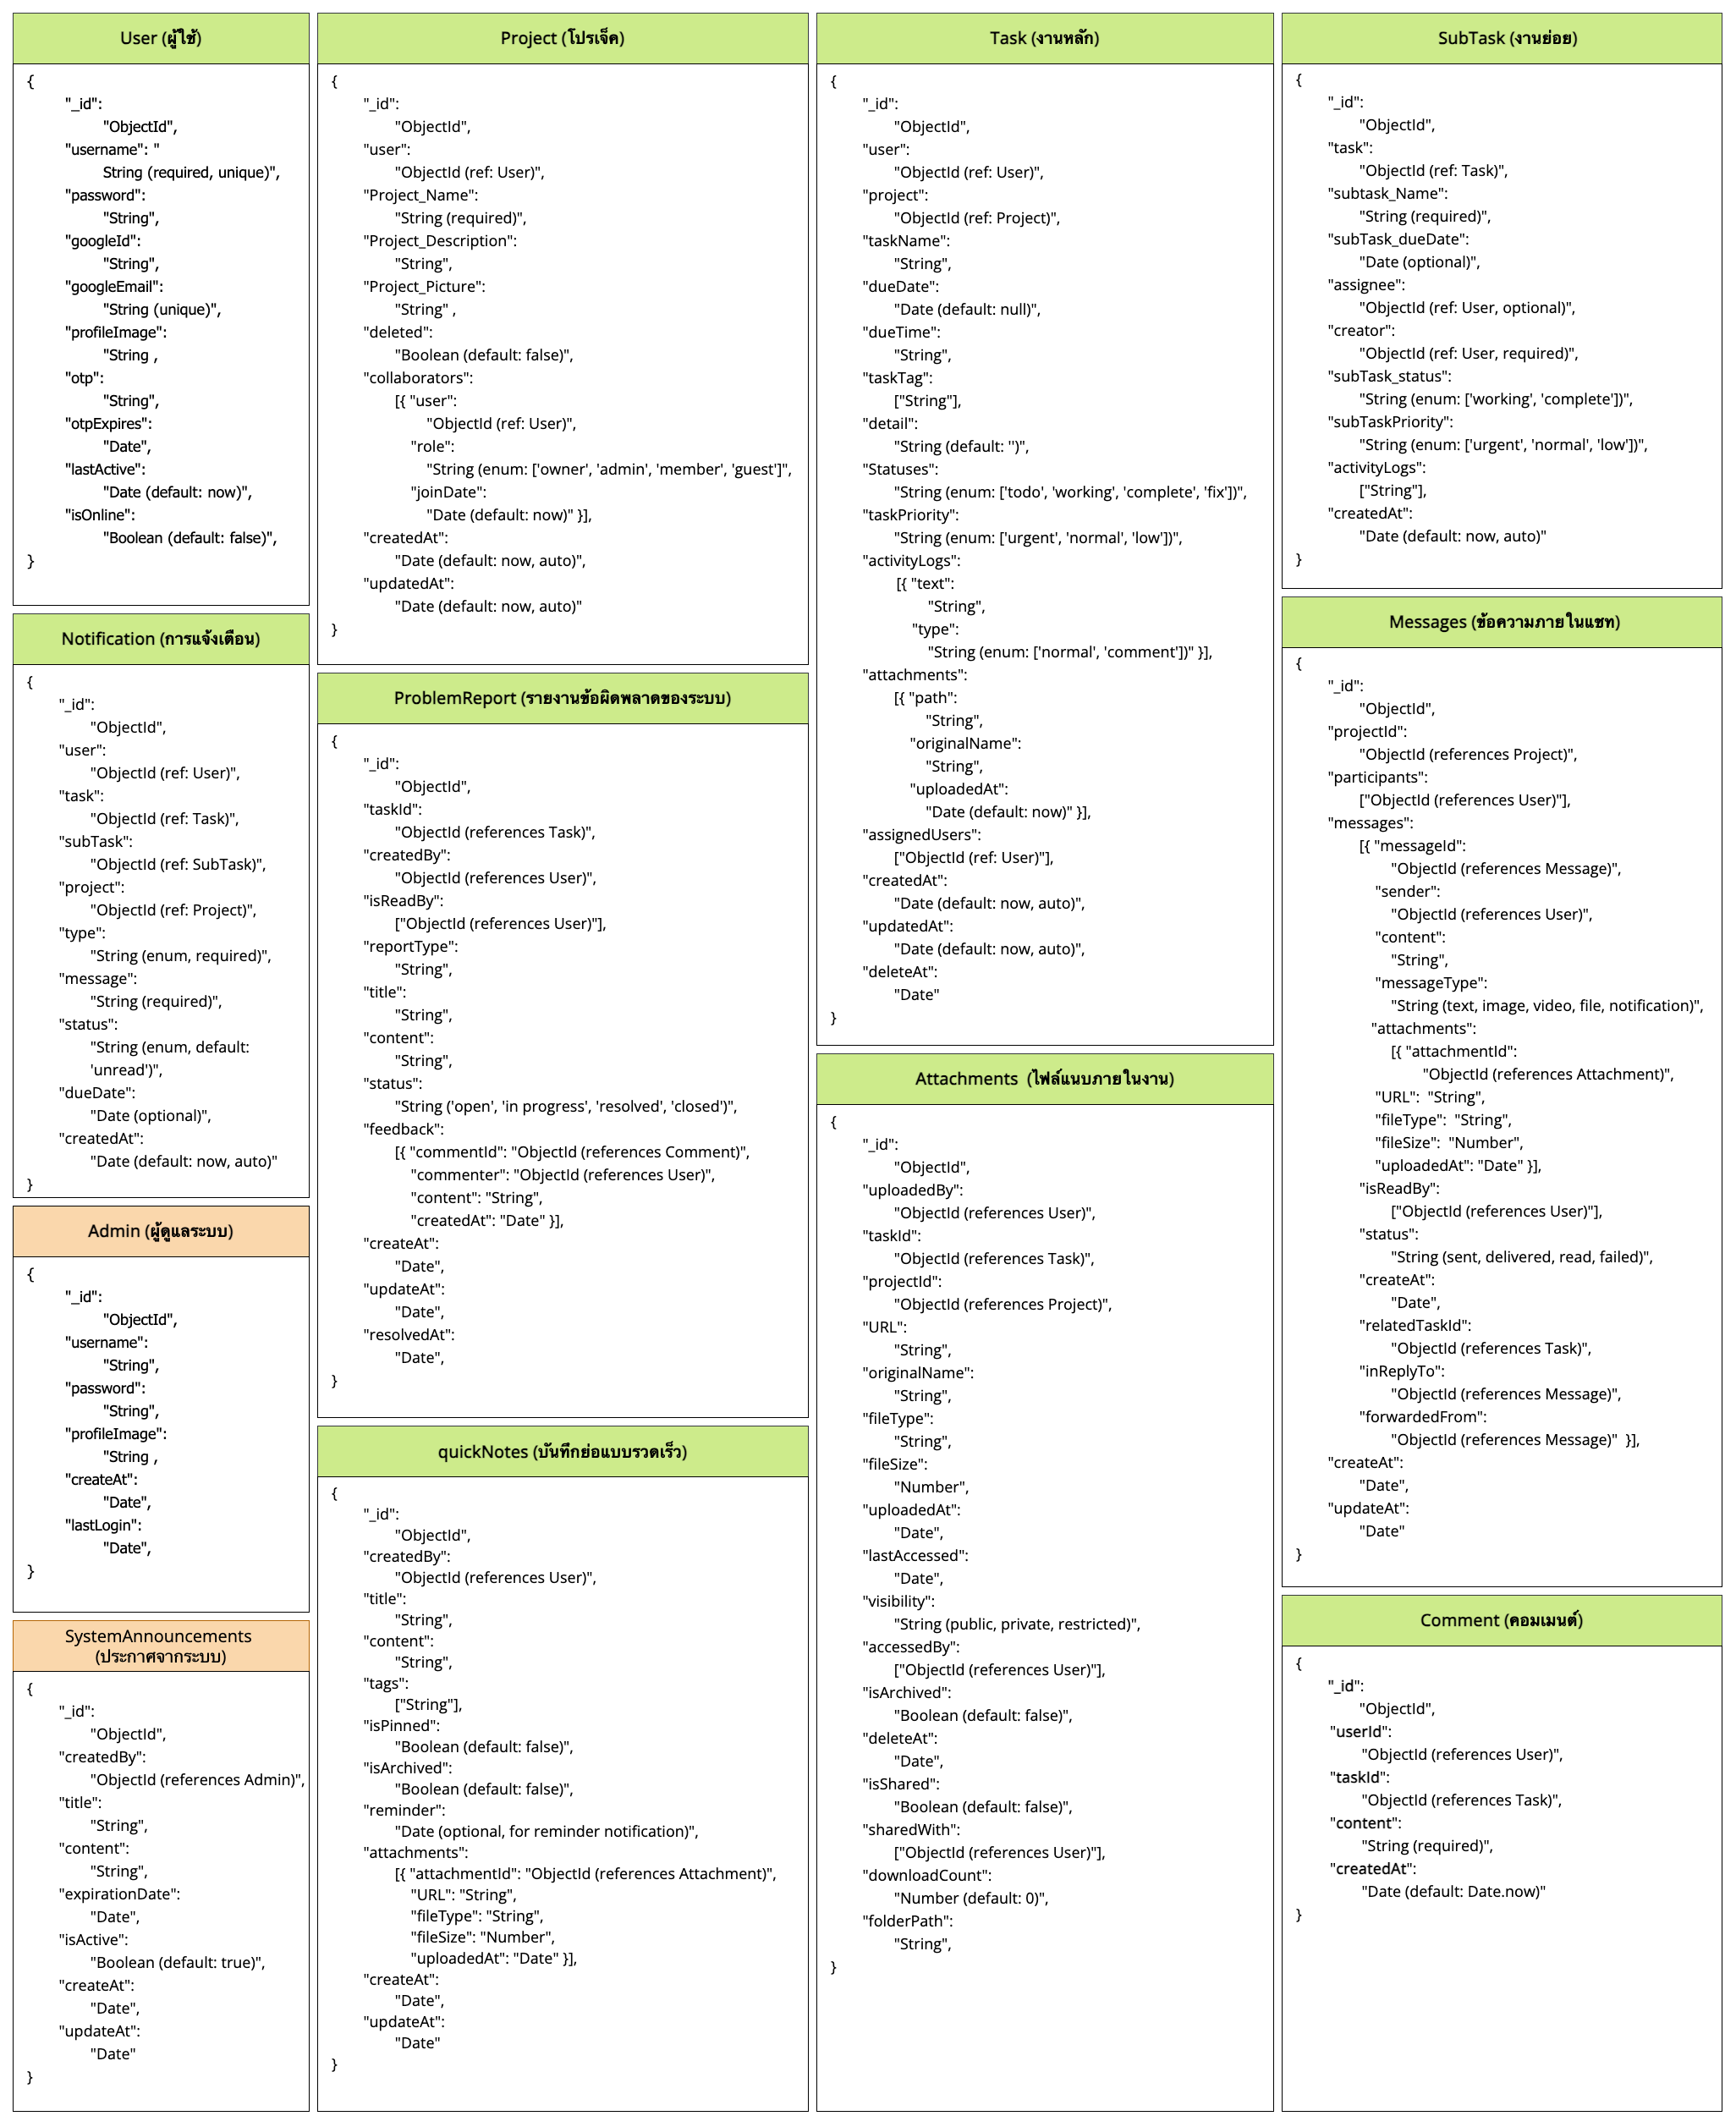 User (ผู้ใช้)
{
"_id":
"ObjectId",
"username": "
String (required, unique)",
"password":
"String",
"googleId":
"String",
"googleEmail":
"String (unique)",
"profileImage":
"String ,
"otp":
"String",
"otpExpires":
"Date",
"lastActive":
"Date (default: now)",
"isOnline":
"Boolean (default: false)",
}
Notification (การแจ้งเตือน)
{
"_id":
"ObjectId",
"user":
"ObjectId (ref: User)",
"task":
"ObjectId (ref: Task)",
"subTask":
"ObjectId (ref: SubTask)",
"project":
"ObjectId (ref: Project)",
"type":
"String (enum, required)",
"message":
"String (required)",
"status":
"String (enum, default:
'unread')",
"dueDate":
"Date (optional)",
"createdAt":
"Date (default: now, auto)"
}
Admin (ผู้ดูแลระบบ)
{
"_id":
"ObjectId",
"username":
"String",
"password":
"String",
"profileImage":
"String ,
"createAt":
"Date",
"lastLogin":
"Date",
}
SystemAnnouncements
(ประกาศจากระบบ)
{
"_id":
"ObjectId",
"createdBy":
"ObjectId (references Admin)",
"title":
"String",
"content":
"String",
"expirationDate":
"Date",
"isActive":
"Boolean (default: true)",
"createAt":
"Date",
"updateAt":
"Date"
}
Project (โปรเจ็ค)
{
"_id":
"ObjectId",
"user":
"ObjectId (ref: User)",
"Project_Name":
"String (required)",
"Project_Description":
"String",
"Project_Picture":
"String" ,
"deleted":
"Boolean (default: false)",
"collaborators":
[{ "user":
"ObjectId (ref: User)",
"role":
"String (enum: ['owner', 'admin', 'member', 'guest']",
"joinDate":
"Date (default: now)" }],
"createdAt":
"Date (default: now, auto)",
"updatedAt":
"Date (default: now, auto)"
}
ProblemReport (รายงานข้อผิดพลาดของระบบ)
{
"_id":
"ObjectId",
"taskId":
"ObjectId (references Task)",
"createdBy":
"ObjectId (references User)",
"isReadBy":
["ObjectId (references User)"],
"reportType":
"String",
"title":
"String",
"content":
"String",
"status":
"String ('open', 'in progress', 'resolved', 'closed')",
"feedback":
[{ "commentId": "ObjectId (references Comment)",
"commenter": "ObjectId (references User)",
"content": "String",
"createdAt": "Date" }],
"createAt":
"Date",
"updateAt":
"Date",
"resolvedAt":
"Date",
}
quickNotes (บันทึกย่อแบบรวดเร็ว)
{
"_id":
"ObjectId",
"createdBy":
"ObjectId (references User)",
"title":
"String",
"content":
"String",
"tags":
["String"],
"isPinned":
"Boolean (default: false)",
"isArchived":
"Boolean (default: false)",
"reminder":
"Date (optional, for reminder notification)",
"attachments":
[{ "attachmentId": "ObjectId (references Attachment)",
"URL": "String",
"fileType": "String",
"fileSize": "Number",
"uploadedAt": "Date" }],
"createAt":
"Date",
"updateAt":
"Date"
}
Task (งานหลัก)
{
"_id":
"ObjectId",
"user":
"ObjectId (ref: User)",
"project":
"ObjectId (ref: Project)",
"taskName":
"String",
"dueDate":
"Date (default: null)",
"dueTime":
"String",
"taskTag":
["String"],
"detail":
"String (default: '')",
"Statuses":
"String (enum: ['todo', 'working', 'complete', 'fix'])",
"taskPriority":
"String (enum: ['urgent', 'normal', 'low'])",
"activityLogs":
[{ "text":
"String",
"type":
"String (enum: ['normal', 'comment'])" }],
"attachments":
[{ "path":
"String",
"originalName":
"String",
"uploadedAt":
"Date (default: now)" }],
"assignedUsers":
["ObjectId (ref: User)"],
"createdAt":
"Date (default: now, auto)",
"updatedAt":
"Date (default: now, auto)",
"deleteAt":
"Date"
}
Attachments (ไฟล์แนบภายในงาน)
{
"_id":
"ObjectId",
"uploadedBy":
"ObjectId (references User)",
"taskId":
"ObjectId (references Task)",
"projectId":
"ObjectId (references Project)",
"URL":
"String",
"originalName":
"String",
"fileType":
"String",
"fileSize":
"Number",
"uploadedAt":
"Date",
"lastAccessed":
"Date",
"visibility":
"String (public, private, restricted)",
"accessedBy":
["ObjectId (references User)"],
"isArchived":
"Boolean (default: false)",
"deleteAt":
"Date",
"isShared":
"Boolean (default: false)",
"sharedWith":
["ObjectId (references User)"],
"downloadCount":
"Number (default: 0)",
"folderPath":
"String",
}
SubTask (งานย่อย)
{
"_id":
"ObjectId",
"task":
"ObjectId (ref: Task)",
"subtask_Name":
"String (required)",
"subTask_dueDate":
"Date (optional)",
"assignee":
"ObjectId (ref: User, optional)",
"creator":
"ObjectId (ref: User, required)",
"subTask_status":
"String (enum: ['working', 'complete'])",
"subTaskPriority":
"String (enum: ['urgent', 'normal', 'low'])",
"activityLogs":
["String"],
"createdAt":
"Date (default: now, auto)"
}
Messages (ข้อความภายในแชท)
{
"_id":
"ObjectId",
"projectId":
"ObjectId (references Project)",
"participants":
["ObjectId (references User)"],
"messages":
[{ "messageId":
"ObjectId (references Message)",
"sender":
"ObjectId (references User)",
"content":
"String",
"messageType":
"String (text, image, video, file, notification)",
"attachments":
[{ "attachmentId":
"ObjectId (references Attachment)",
"URL": "String",
"fileType": "String",
"fileSize": "Number",
"uploadedAt": "Date" }],
"isReadBy":
["ObjectId (references User)"],
"status":
"String (sent, delivered, read, failed)",
"createAt":
"Date",
"relatedTaskId":
"ObjectId (references Task)",
"inReplyTo":
"ObjectId (references Message)",
"forwardedFrom":
"ObjectId (references Message)" }],
"createAt":
"Date",
"updateAt":
"Date"
}
Comment (คอมเมนต์)
{
"_id":
"ObjectId",
"userId":
"ObjectId (references User)",
"taskId":
"ObjectId (references Task)",
"content":
"String (required)",
"createdAt":
"Date (default: Date.now)"
}